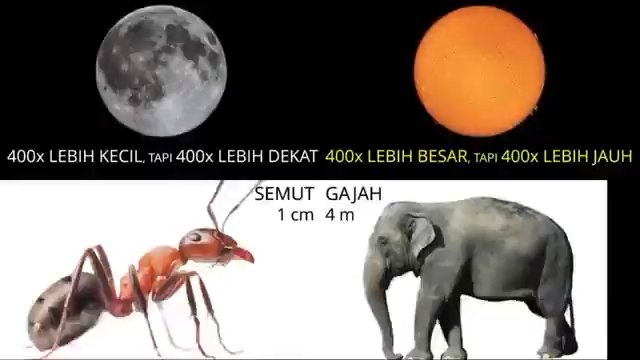 400x LEBIH KECIL, TAPI 400x LEBIH DEKAT
400x LEBIH BESAR, TAPI 400x LEBIH JAUH
SEMUT GAJAH
1 cm 4 m